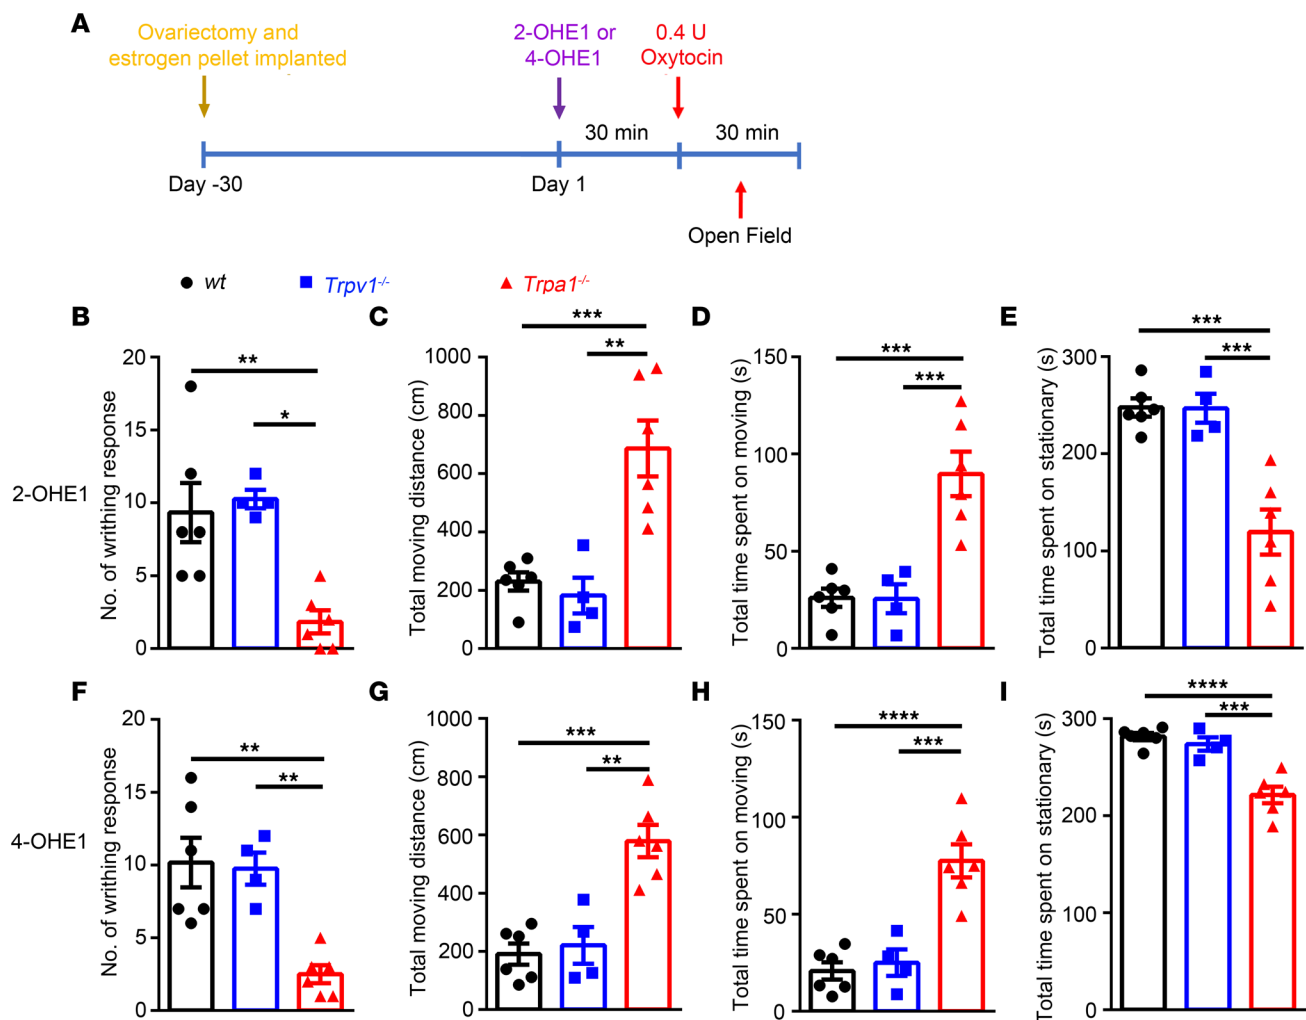 A
Ovariectomy and
estrogen pellet implanted
2-OHE1 or
4-OHE1
0.4 U
Oxytocin
30 min
30 min
Day -30
Day 1
Open Field
wt
Trpv1-/-
Trpa1-/-
2-OHE1
B
No. of writhing response
20
15
10
5
0
**
*
C
Total moving distance (cm)
1000
800
600
400
200
0
***
**
D
Total time spent on moving (s)
150
100
50
0
***
***
E
Total time spent on stationary (s)
300
200
100
0
***
***
4-OHE1
F
No. of writhing response
20
15
10
5
0
**
**
G
Total moving distance (cm)
1000
800
600
400
200
0
***
**
H
Total time spent on moving (s)
150
100
50
0
****
***
I
Total time spent on stationary (s)
300
200
100
0
****
***